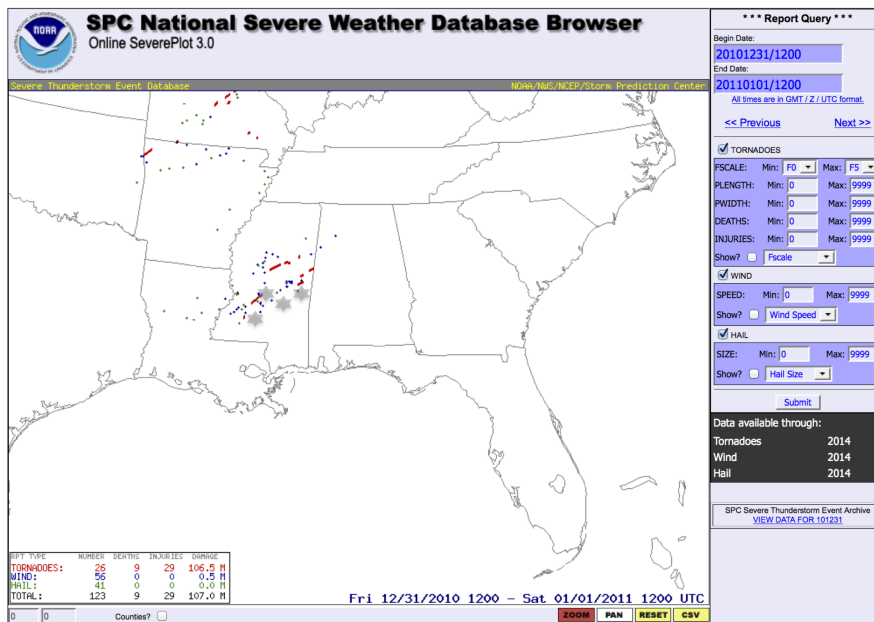 SPC National Severe Weather Database Browser
Online SeverePlot 3.0
NOAA
Severe Thunderstorm Event Database
NOAA/NWS/NCEP/Storm Prediction Center
RPT TYPE NUMBER DEATHS INJURIES DAMAGE
TORNADOES: 26 9 29 106.5 M
WIND: 56 0 0 0.5 M
HAIL: 41 0 0 0.0 M
TOTAL: 123 9 29 107.0 M
Fri 12/31/2010 1200 – Sat 01/01/2011 1200 UTC
0 0 Counties? ZOOM PAN RESET CSV
* * * Report Query * * *
Begin Date:
20101231/1200
End Date:
20110101/1200
All times are in GMT / Z / UTC format.
<< Previous Next >>
TORNADOES
FSCALE: Min: F0 Max: F5
PLENGTH: Min: 0 Max: 9999
PWIDTH: Min: 0 Max: 9999
DEATHS: Min: 0 Max: 9999
INJURIES: Min: 0 Max: 9999
Show? Fscale
WIND
SPEED: Min: 0 Max: 9999
Show? Wind Speed
HAIL
SIZE: Min: 0 Max: 9999
Show? Hail Size
Submit
Data available through:
Tornadoes 2014
Wind 2014
Hail 2014
SPC Severe Thunderstorm Event Archive
VIEW DATA FOR 101231